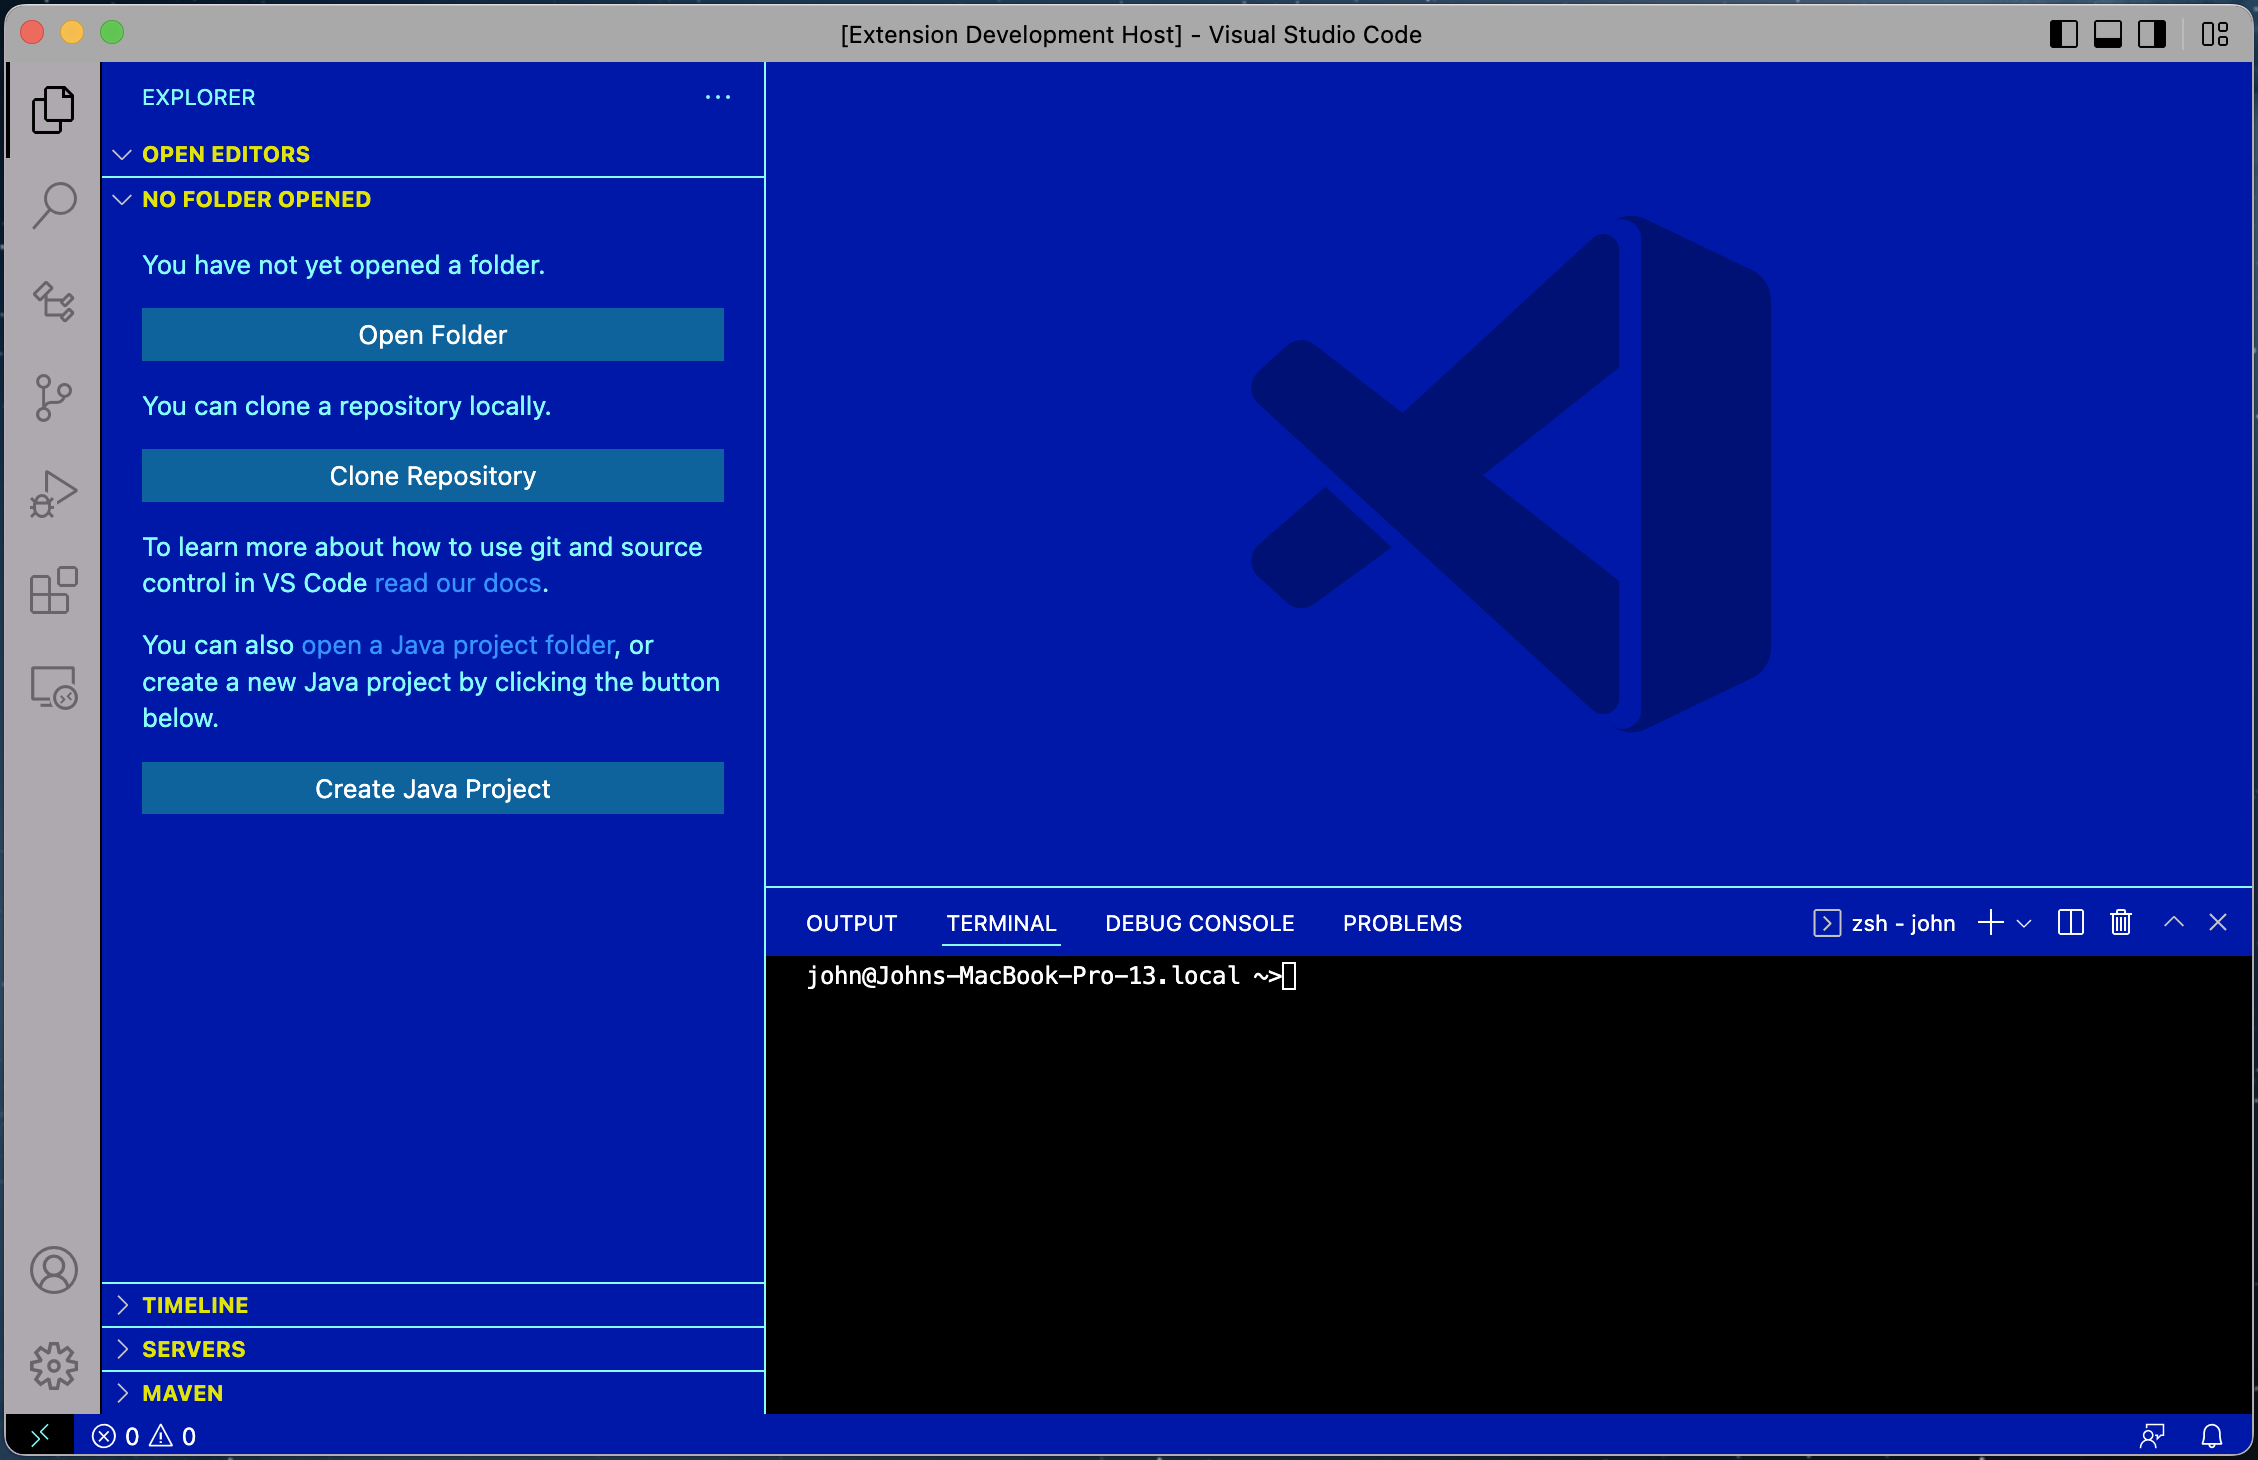 [Extension Development Host] - Visual Studio Code
EXPLORER
OPEN EDITORS
NO FOLDER OPENED
You have not yet opened a folder.
Open Folder
You can clone a repository locally.
Clone Repository
To learn more about how to use git and source
control in VS Code read our docs.
You can also open a Java project folder, or
create a new Java project by clicking the button
below.
Create Java Project
TIMELINE
SERVERS
MAVEN
OUTPUT TERMINAL DEBUG CONSOLE PROBLEMS zsh - john
john@Johns-MacBook-Pro-13.local ~>
0 0